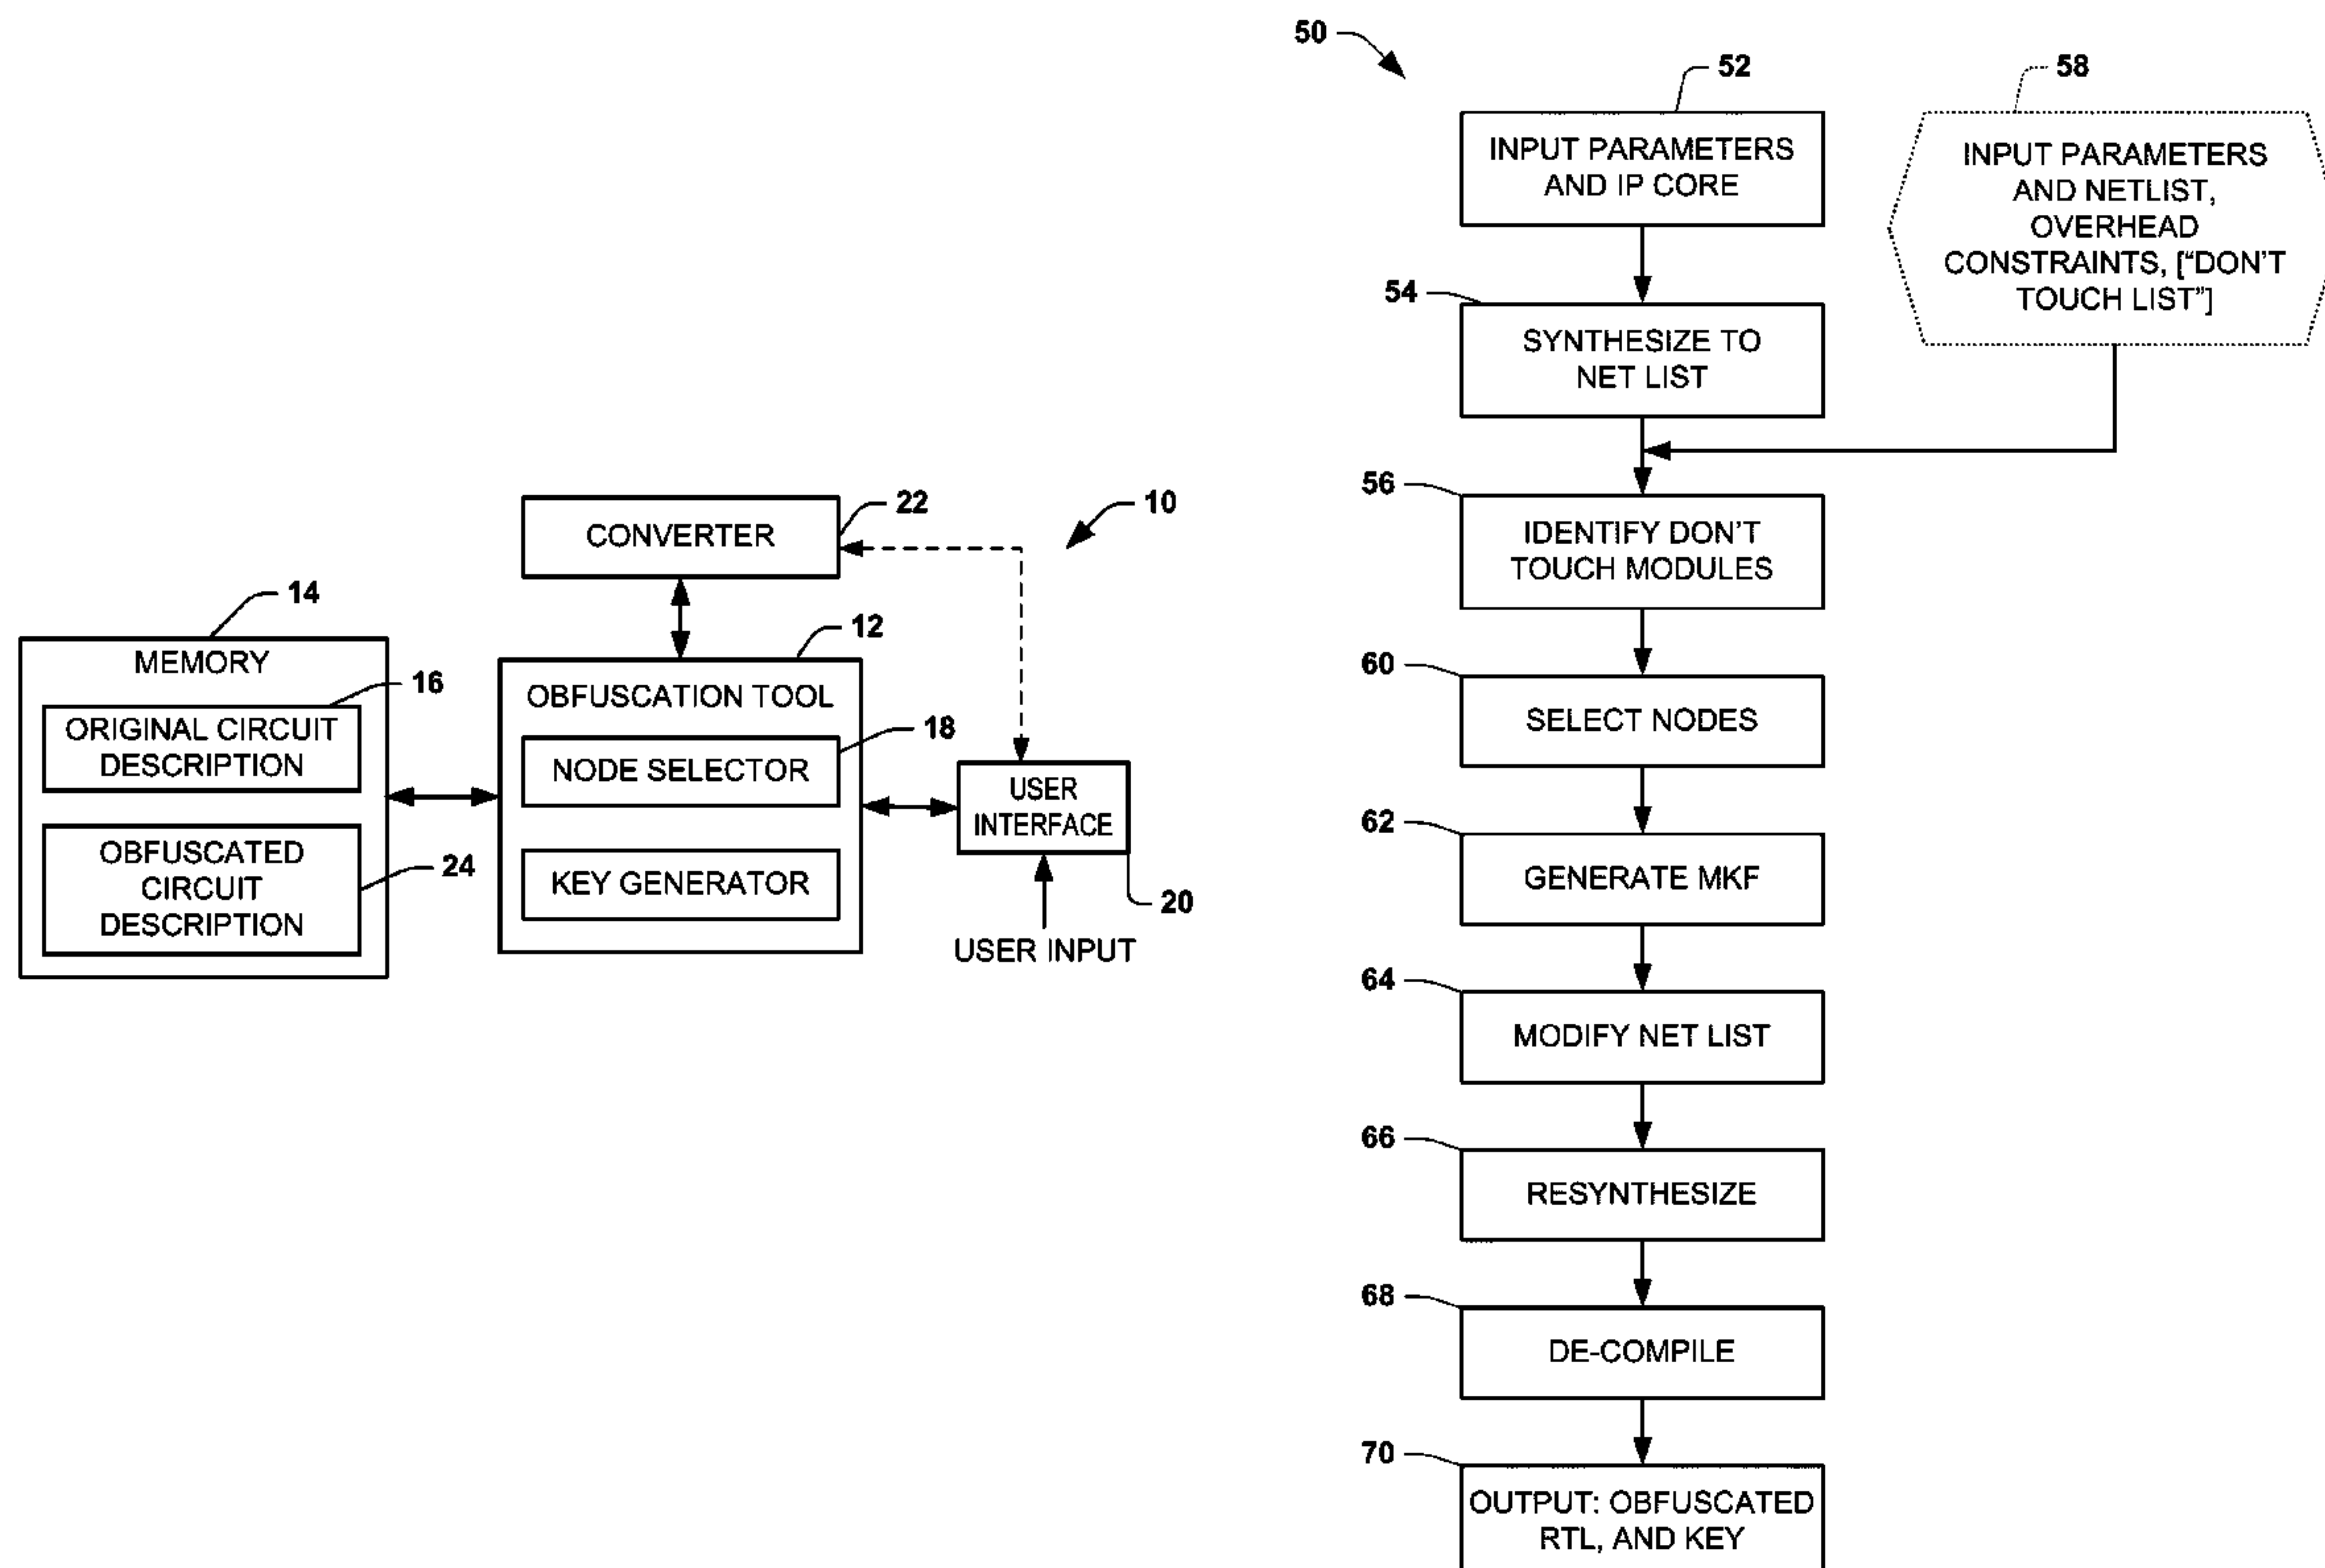 10
CONVERTER
22
14
MEMORY
16
ORIGINAL CIRCUIT
DESCRIPTION
OBFUSCATED
CIRCUIT
DESCRIPTION
24
12
OBFUSCATION TOOL
18
NODE SELECTOR
KEY GENERATOR
USER
INTERFACE
20
USER INPUT
50
52
INPUT PARAMETERS
AND IP CORE
58
INPUT PARAMETERS
AND NETLIST,
OVERHEAD
CONSTRAINTS, ["DON'T
TOUCH LIST"]
54
SYNTHESIZE TO
NET LIST
56
IDENTIFY DON'T
TOUCH MODULES
60
SELECT NODES
62
GENERATE MKF
64
MODIFY NET LIST
66
RESYNTHESIZE
68
DE-COMPILE
70
OUTPUT: OBFUSCATED
RTL, AND KEY